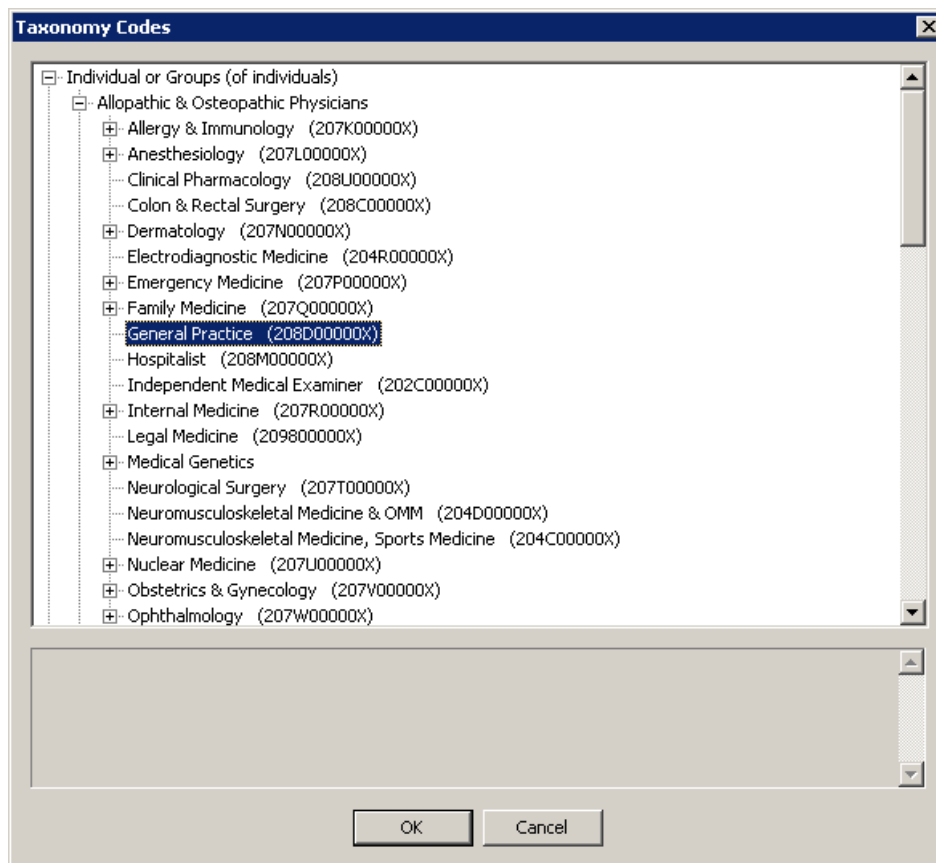 Taxonomy Codes
Individual or Groups (of individuals)
Allopathic & Osteopathic Physicians
Allergy & Immunology (207K00000X)
Anesthesiology (207L00000X)
Clinical Pharmacology (208U00000X)
Colon & Rectal Surgery (208C00000X)
Dermatology (207N00000X)
Electrodiagnostic Medicine (204R00000X)
Emergency Medicine (207P00000X)
Family Medicine (207Q00000X)
General Practice (208D00000X)
Hospitalist (208M00000X)
Independent Medical Examiner (202C00000X)
Internal Medicine (207R00000X)
Legal Medicine (209800000X)
Medical Genetics
Neurological Surgery (207T00000X)
Neuromusculoskeletal Medicine & OMM (204D00000X)
Neuromusculoskeletal Medicine, Sports Medicine (204C00000X)
Nuclear Medicine (207U00000X)
Obstetrics & Gynecology (207V00000X)
Ophthalmology (207W00000X)
OK Cancel